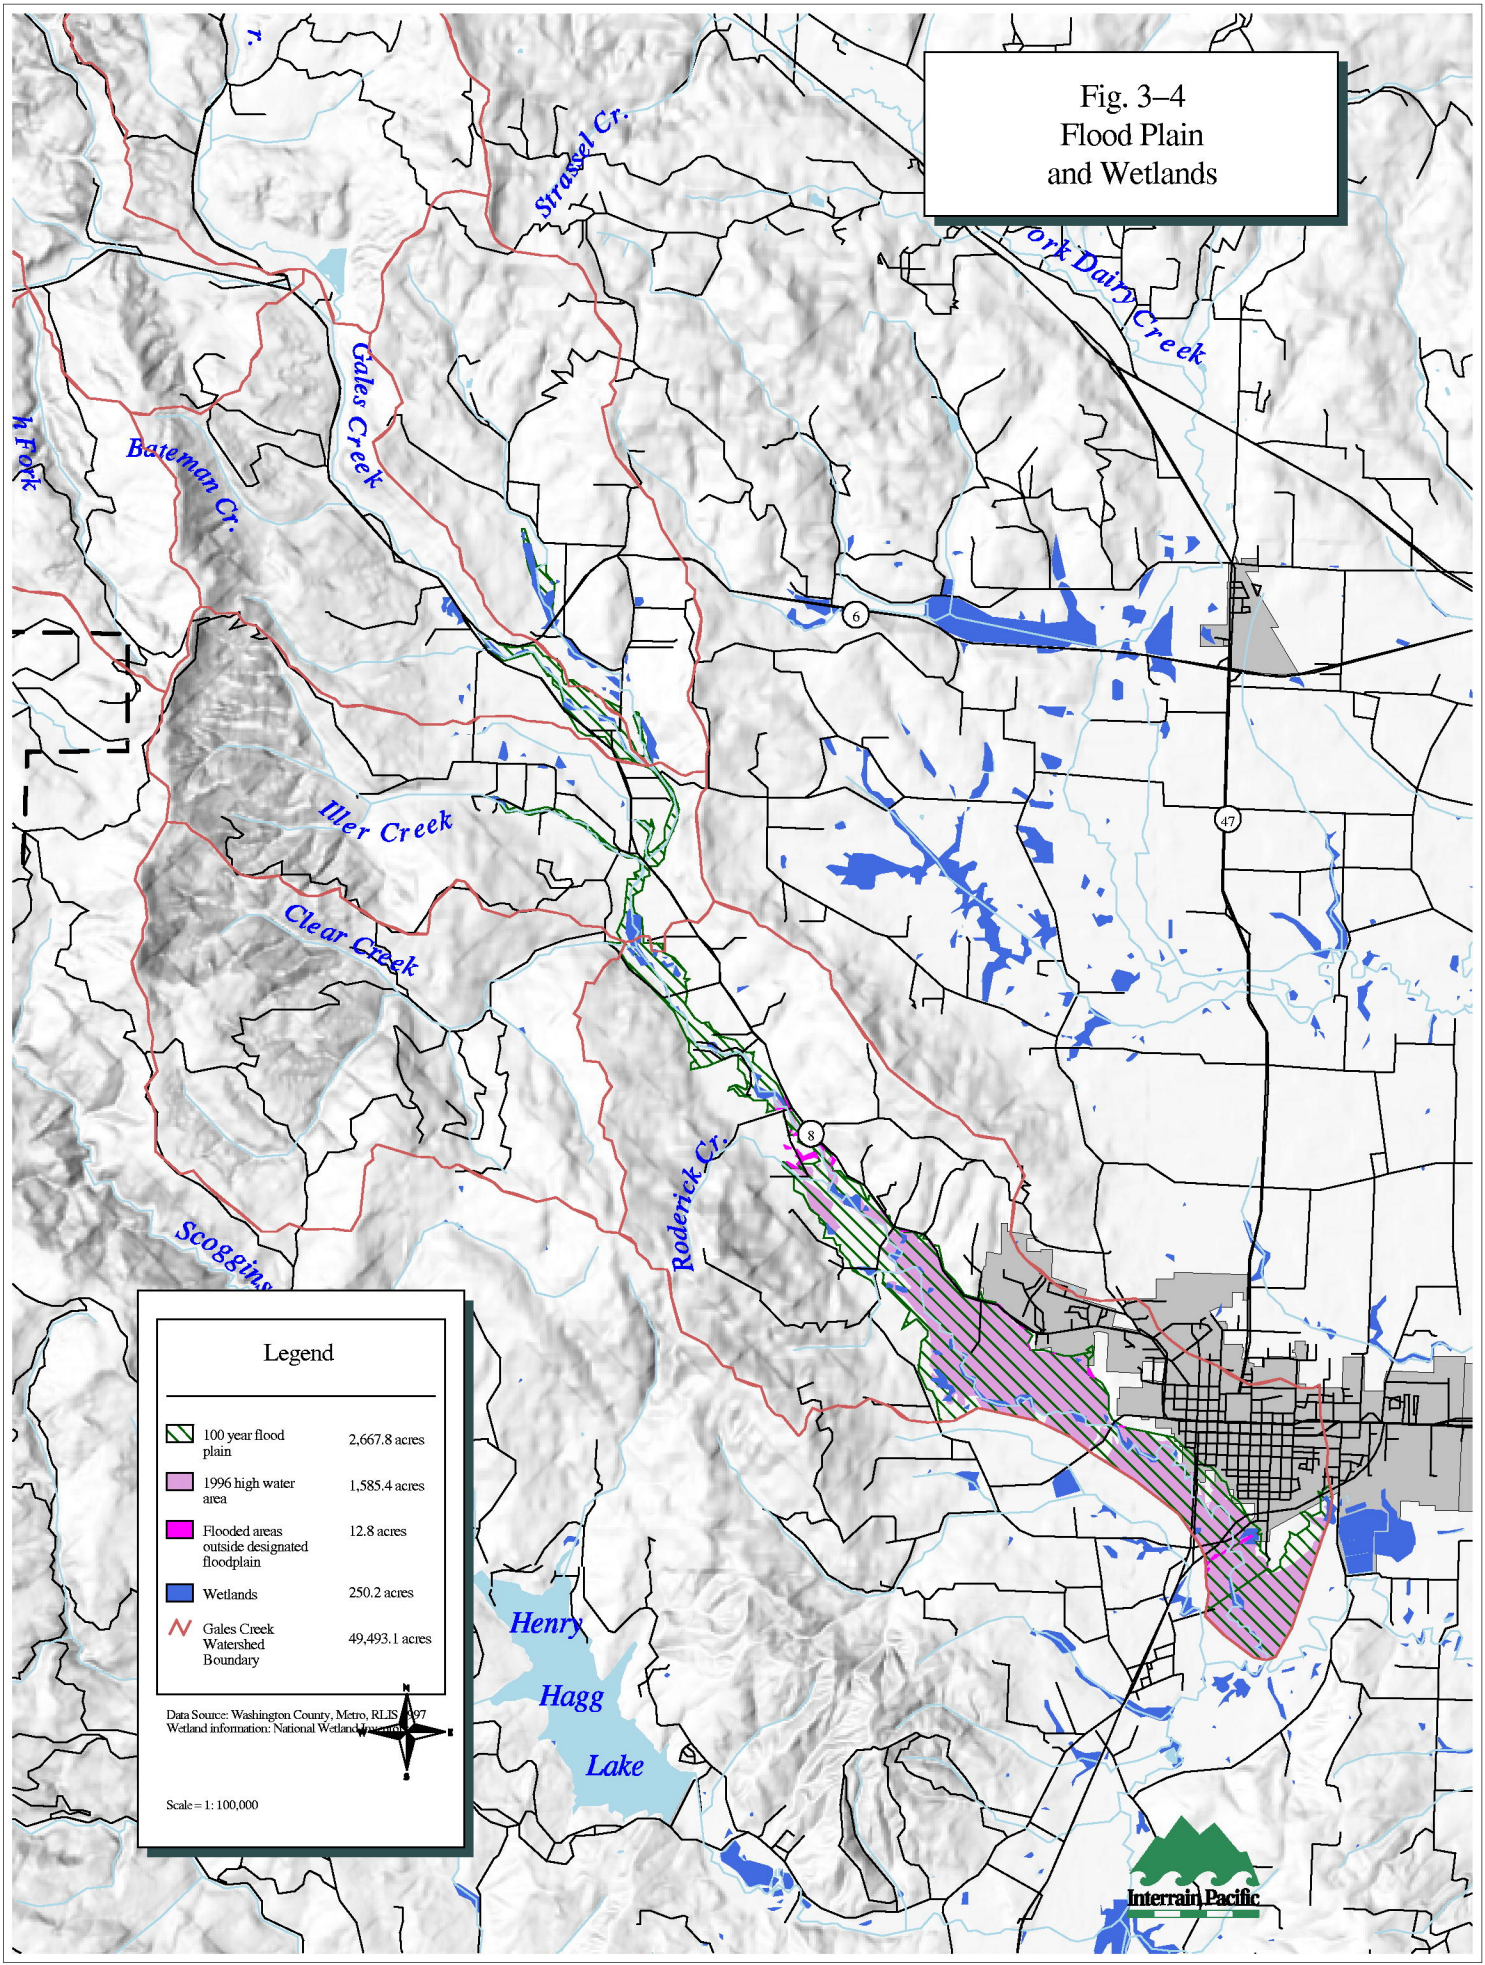 Fig. 3–4
Flood Plain
and Wetlands
r.
Strassel Cr.
ork Dairy Creek
Gales Creek
h Fork
Bateman Cr.
6
47
Iller Creek
Clear Creek
8
Roderick Cr.
Scoggins
Legend
100 year flood
plain
2,667.8 acres
1996 high water
area
1,585.4 acres
Flooded areas
outside designated
floodplain
12.8 acres
Wetlands
250.2 acres
Gales Creek
Watershed
Boundary
49,493.1 acres
N
W
E
S
Data Source: Washington County, Metro, RLIS 997
Wetland information: National Wetland
Scale = 1: 100,000
Henry
Hagg
Lake
Interrain Pacific